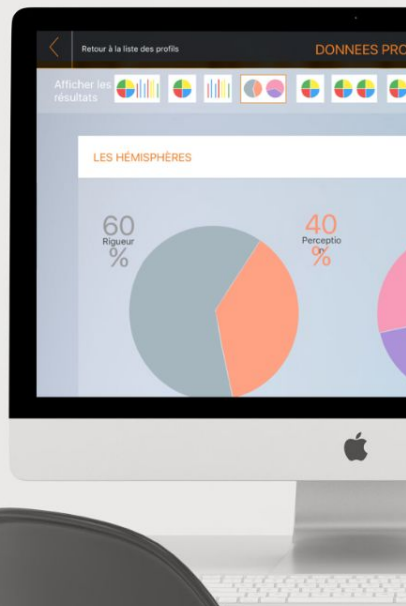 Retour à la liste des profils
DONNEES PRO
Afficher les
résultats
LES HÉMISPHÈRES
60
Rigueur
%
40
Perceptio
n
%